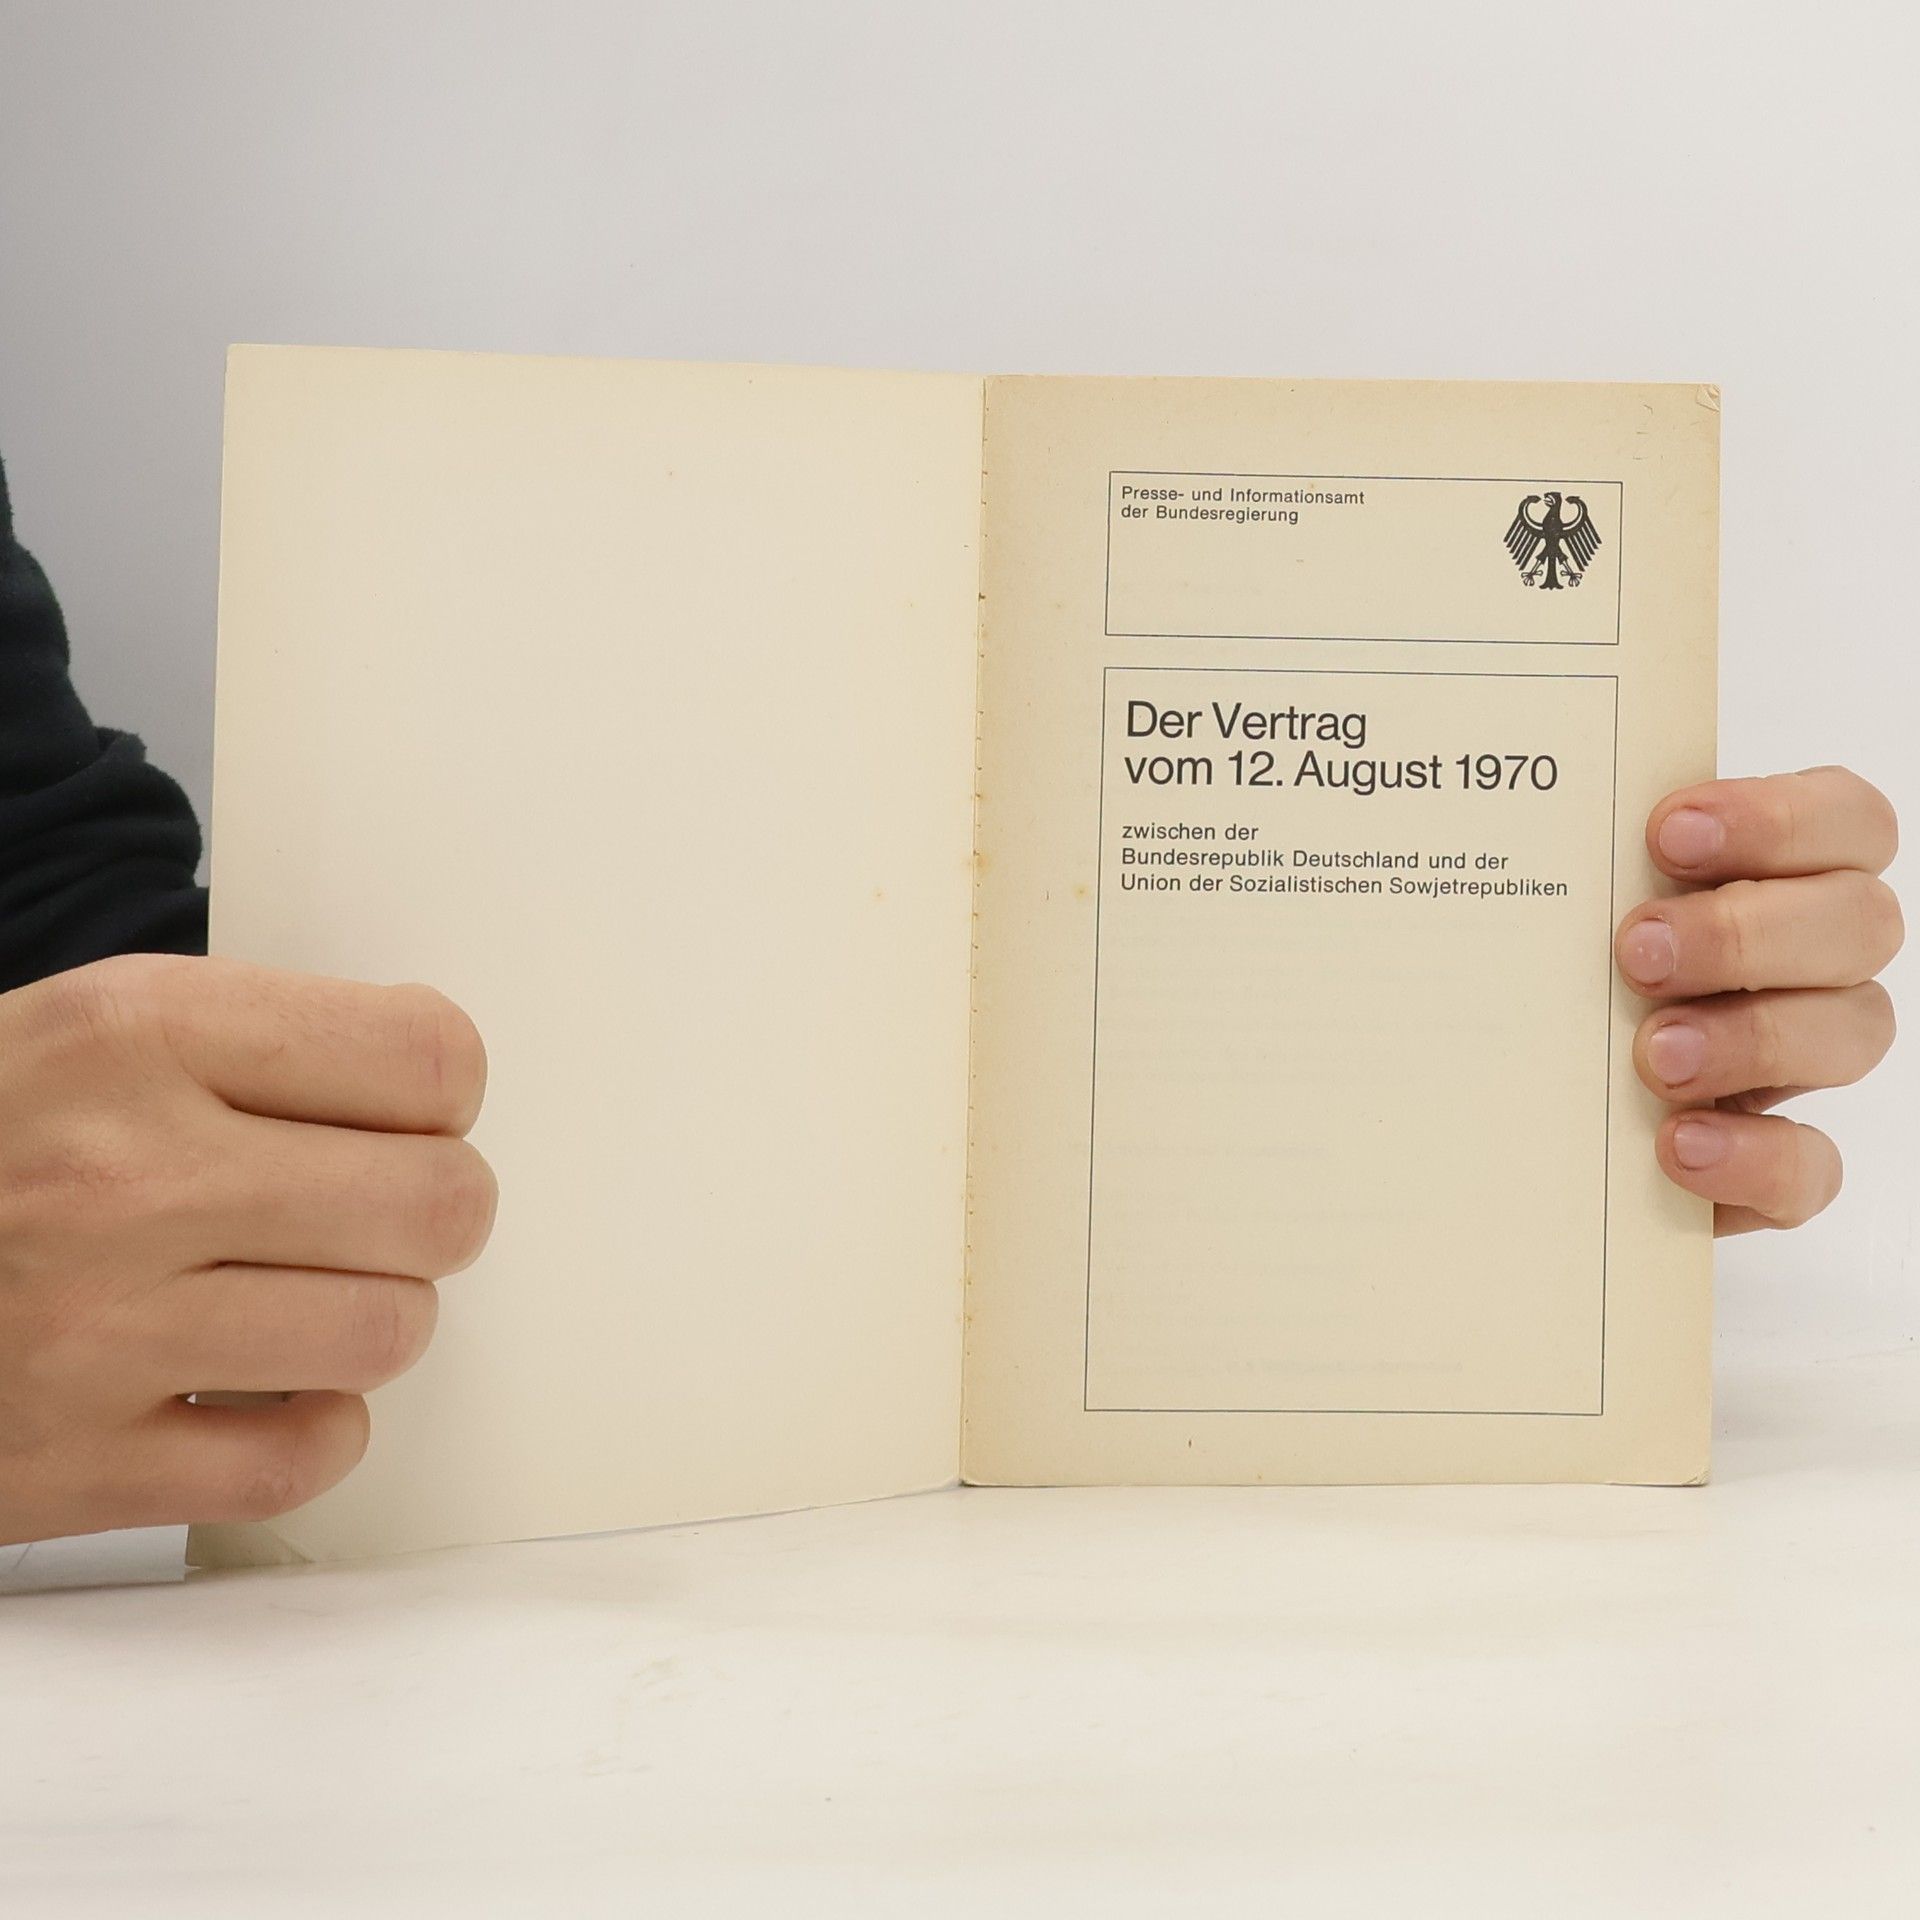 Presse- und Informationsamt
der Bundesregierung
Der Vertrag
vom 12. August 1970
zwischen der
Bundesrepublik Deutschland und der
Union der Sozialistischen Sowjetrepubliken